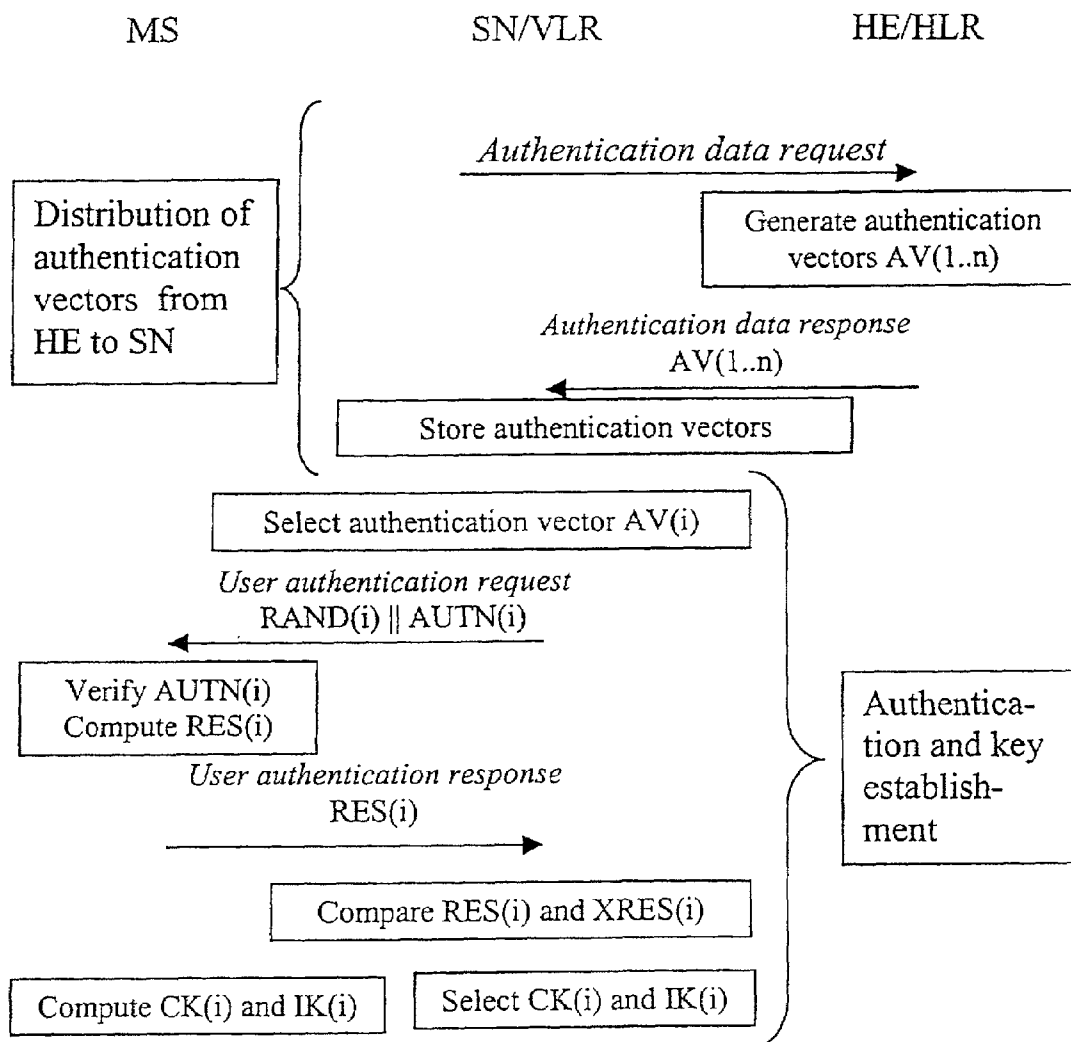 MS SN/VLR HE/HLR
Authentication data request
Distribution of
authentication
vectors from
HE to SN
Generate authentication
vectors AV(1..n)
Authentication data response
AV(1..n)
Store authentication vectors
Select authentication vector AV(i)
User authentication request
RAND(i) || AUTN(i)
Verify AUTN(i)
Compute RES(i)
User authentication response
RES(i)
Authentica-
tion and key
establish-
ment
Compare RES(i) and XRES(i)
Compute CK(i) and IK(i)
Select CK(i) and IK(i)